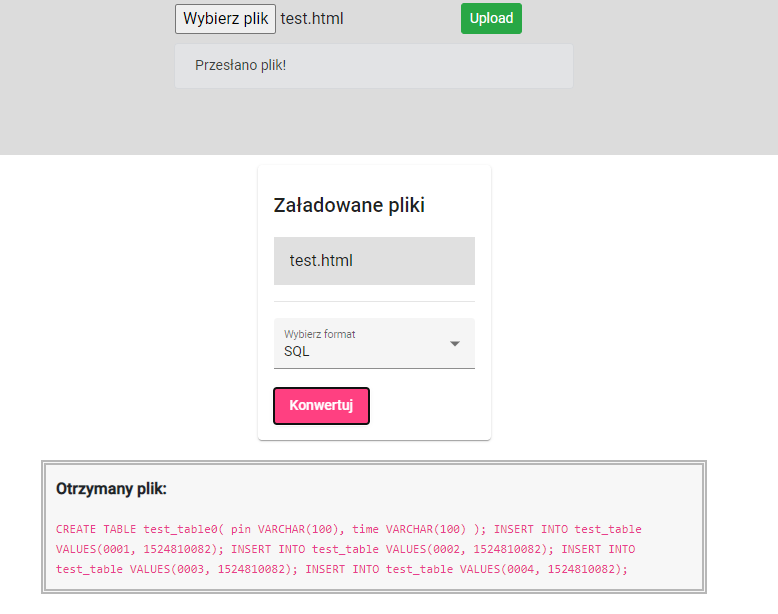 Wybierz plik test.html Upload
Przesłano plik!
Załadowane pliki
test.html
Wybierz format
SQL
Konwertuj
Otrzymany plik:
CREATE TABLE test_table0( pin VARCHAR(100), time VARCHAR(100) ); INSERT INTO test_table
VALUES(0001, 1524810082); INSERT INTO test_table VALUES(0002, 1524810082); INSERT INTO
test_table VALUES(0003, 1524810082); INSERT INTO test_table VALUES(0004, 1524810082);